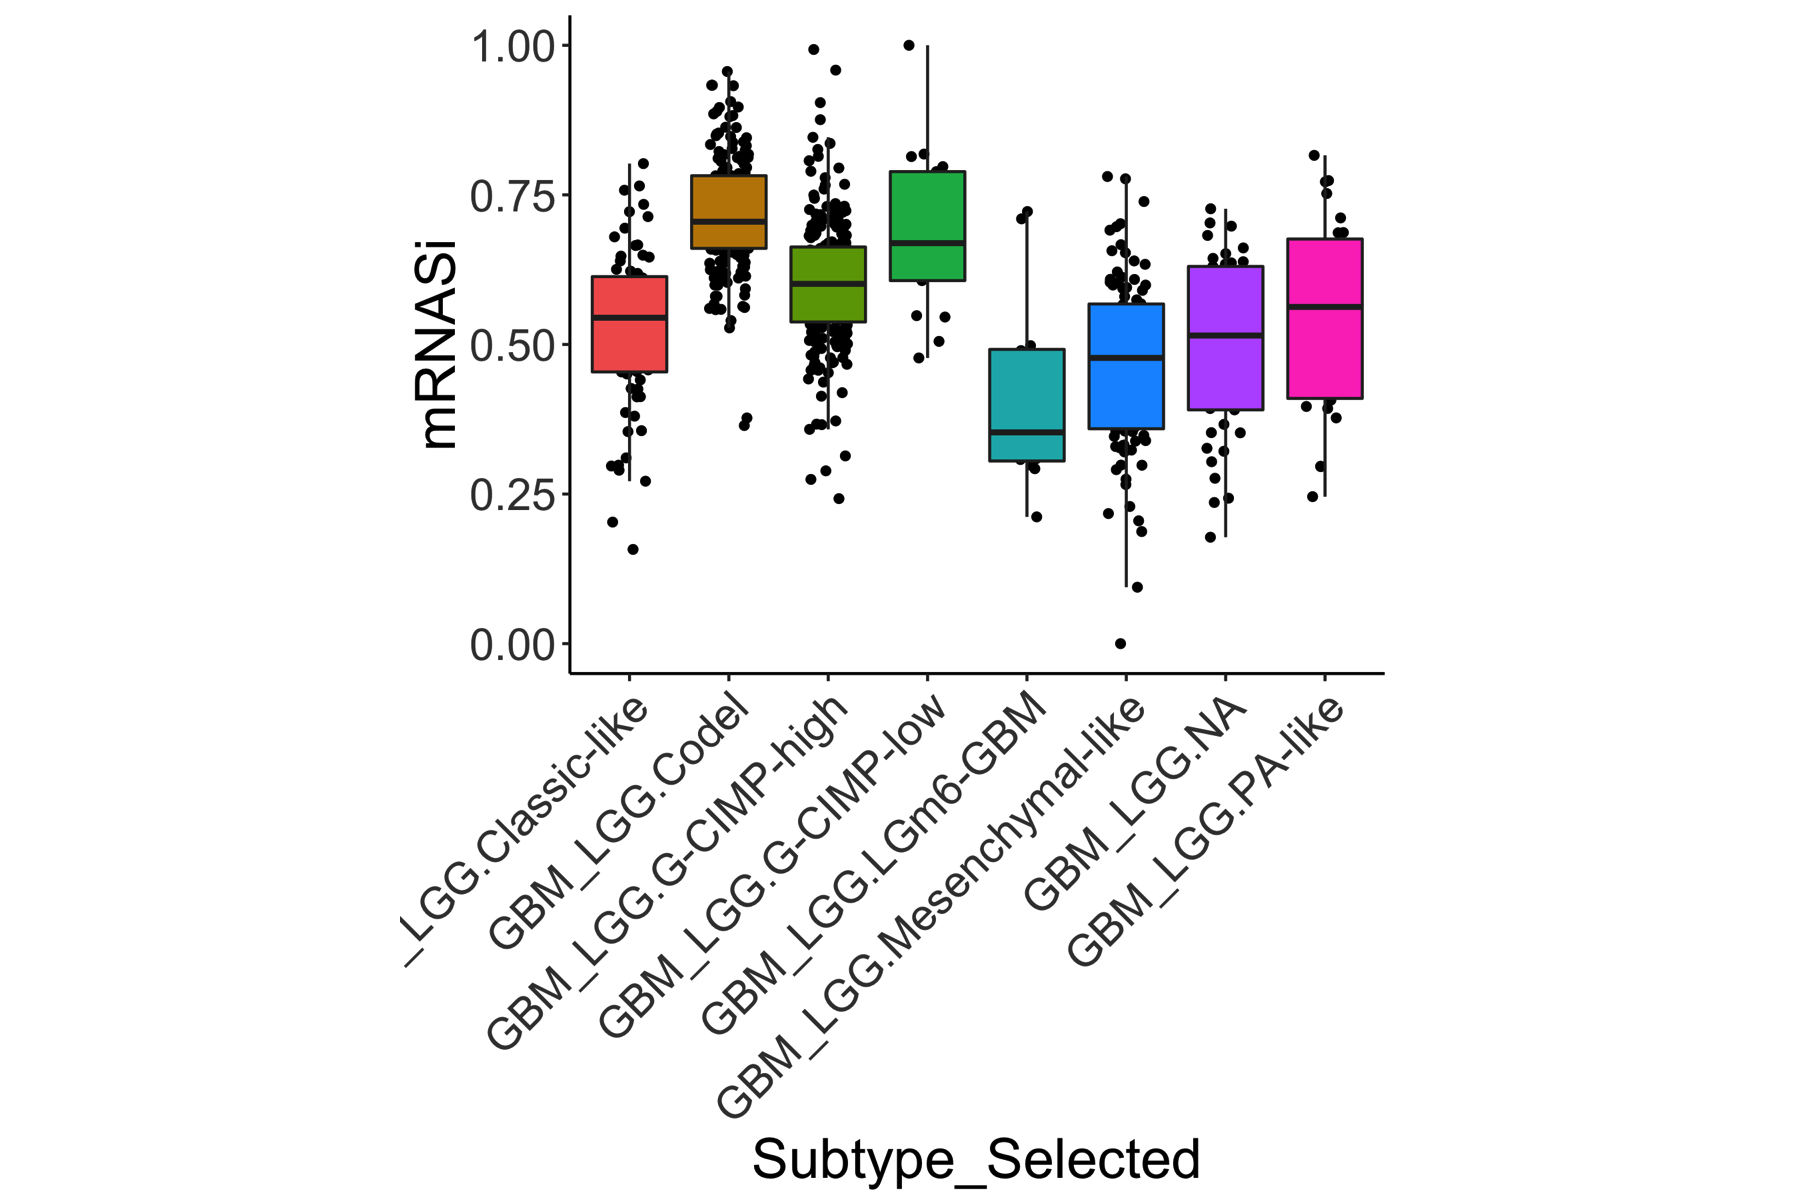 1.00
0.75
0.50
0.25
0.00
mRNASi
_LGG.Classic-like
GBM_LGG.Codel
GBM_LGG.G-CIMP-high
GBM_LGG.G-CIMP-low
GBM_LGG.LGm6-GBM
GBM_LGG.Mesenchymal-like
GBM_LGG.NA
GBM_LGG.PA-like
Subtype_Selected